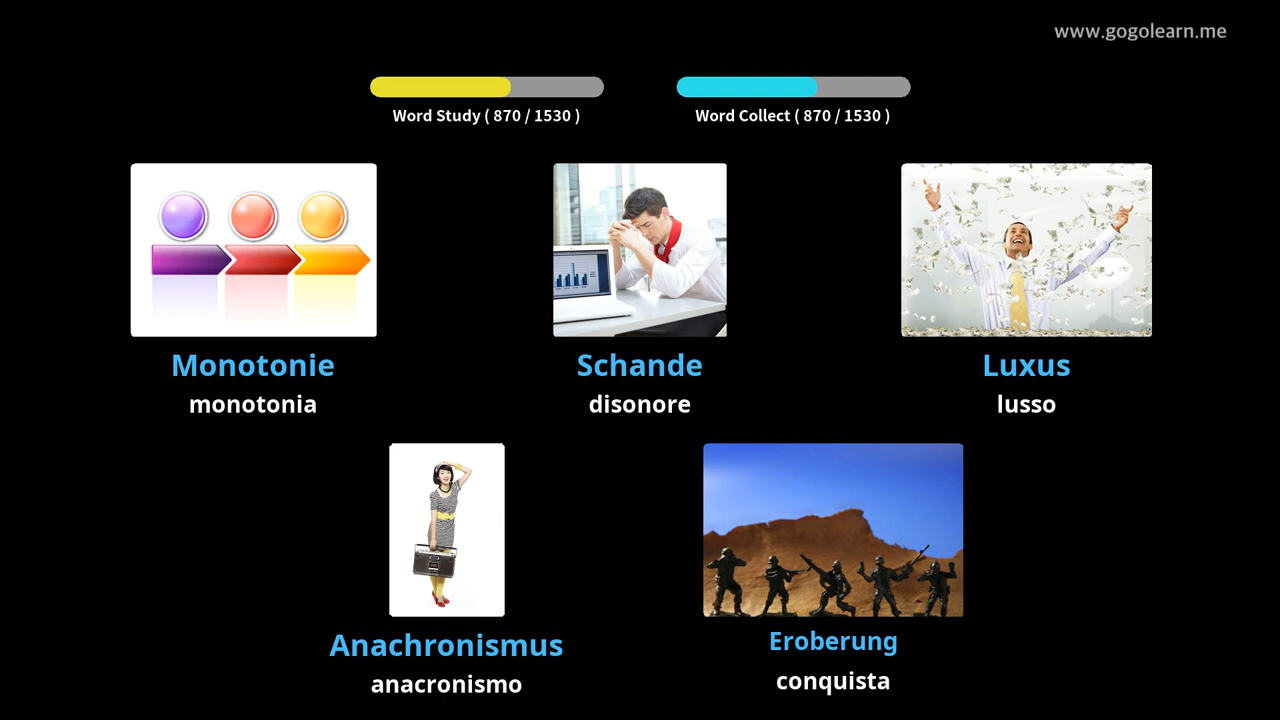 www.gogolearn.me
Word Study ( 870 / 1530 )
Word Collect ( 870 / 1530 )
Monotonie
monotonia
Schande
disonore
Luxus
lusso
Anachronismus
anacronismo
Eroberung
conquista